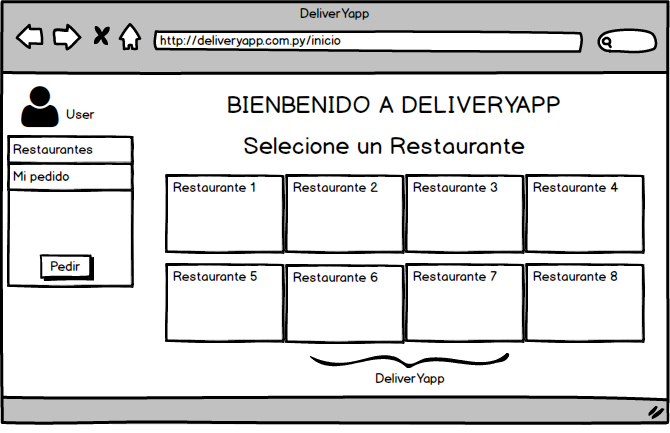 DeliverYapp
http://deliveryapp.com.py/inicio
User
Restaurantes
Mi pedido
Pedir
BIENBENIDO A DELIVERYAPP
Selecione un Restaurante
Restaurante 1
Restaurante 2
Restaurante 3
Restaurante 4
Restaurante 5
Restaurante 6
Restaurante 7
Restaurante 8
DeliverYapp